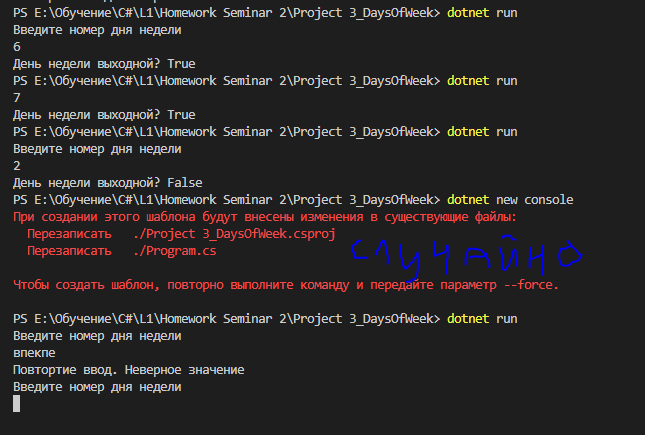 PS E:\Обучение\C#\L1\Homework Seminar 2\Project 3_DaysOfWeek> dotnet run
Введите номер дня недели
6
День недели выходной? True
PS E:\Обучение\C#\L1\Homework Seminar 2\Project 3_DaysOfWeek> dotnet run
7
День недели выходной? True
PS E:\Обучение\C#\L1\Homework Seminar 2\Project 3_DaysOfWeek> dotnet run
Введите номер дня недели
2
День недели выходной? False
PS E:\Обучение\C#\L1\Homework Seminar 2\Project 3_DaysOfWeek> dotnet new console
При создании этого шаблона будут внесены изменения в существующие файлы:
Перезаписать ./Project 3_DaysOfWeek.csproj
Перезаписать ./Program.cs
случАйно
Чтобы создать шаблон, повторно выполните команду и передайте параметр --force.
PS E:\Обучение\C#\L1\Homework Seminar 2\Project 3_DaysOfWeek> dotnet run
Введите номер дня недели
впекпе
Повтортие ввод. Неверное значение
Введите номер дня недели